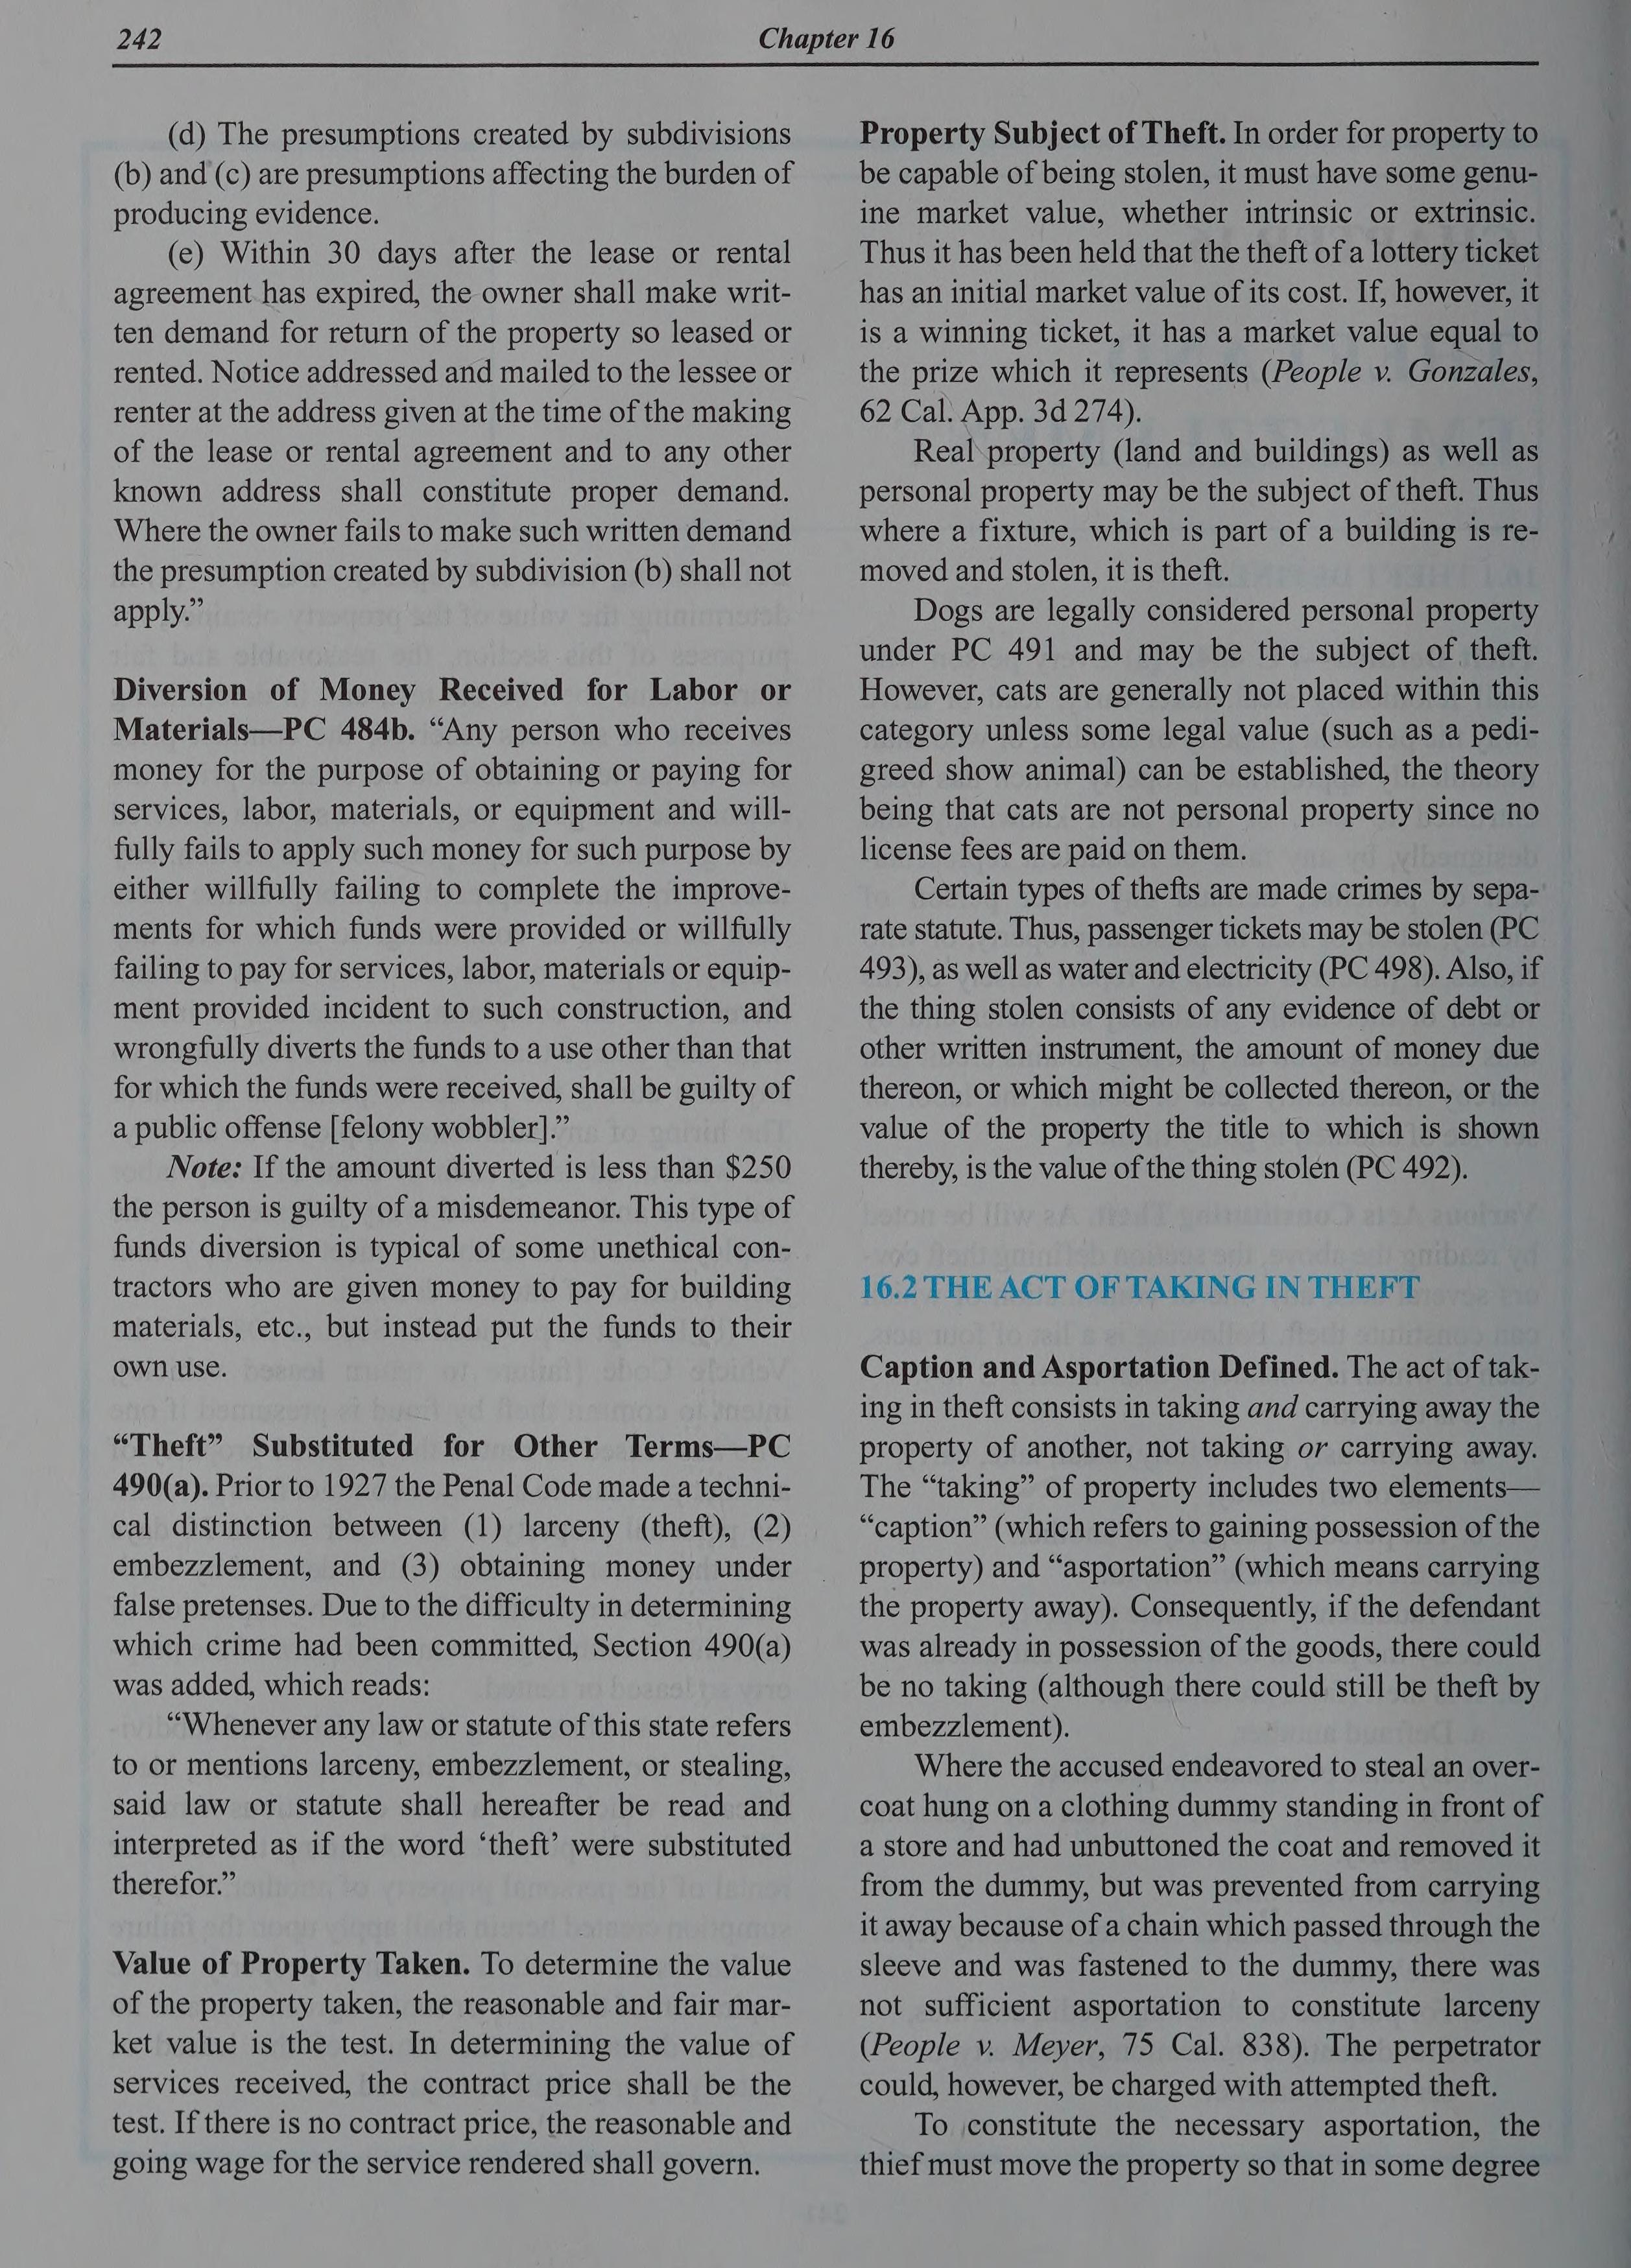 242
Chapter 16
(d) The presumptions created by subdivisions
(b) and (c) are presumptions affecting the burden of
producing evidence.
(e) Within 30 days after the lease or rental
agreement has expired, the owner shall make writ-
ten demand for return of the property so leased or
rented. Notice addressed and mailed to the lessee or
renter at the address given at the time of the making
of the lease or rental agreement and to any other
known address shall constitute proper demand.
Where the owner fails to make such written demand
the presumption created by subdivision (b) shall not
apply.”
Diversion of Money Received for Labor or
Materials—PC 484b. “Any person who receives
money for the purpose of obtaining or paying for
services, labor, materials, or equipment and will-
fully fails to apply such money for such purpose by
either willfully failing to complete the improve-
ments for which funds were provided or willfully
failing to pay for services, labor, materials or equip-
ment provided incident to such construction, and
wrongfully diverts the funds to a use other than that
for which the funds were received, shall be guilty of
a public offense [felony wobbler].”
Note: If the amount diverted is less than $250
the person is guilty of a misdemeanor. This type of
funds diversion is typical of some unethical con-
tractors who are given money to pay for building
materials, etc., but instead put the funds to their
own use.
“Theft” Substituted for Other Terms—PC
490(a). Prior to 1927 the Penal Code made a techni-
cal distinction between (1) larceny (theft), (2)
embezzlement, and (3) obtaining money under
false pretenses. Due to the difficulty in determining
which crime had been committed, Section 490(a)
was added, which reads:
“Whenever any law or statute of this state refers
to or mentions larceny, embezzlement, or stealing,
said law or statute shall hereafter be read and
interpreted as if the word ‘theft’ were substituted
therefor.”
Value of Property Taken. To determine the value
of the property taken, the reasonable and fair mar-
ket value is the test. In determining the value of
services received, the contract price shall be the
test. If there is no contract price, the reasonable and
going wage for the service rendered shall govern.
Property Subject of Theft. In order for property to
be capable of being stolen, it must have some genu-
ine market value, whether intrinsic or extrinsic.
Thus it has been held that the theft of a lottery ticket
has an initial market value of its cost. If, however, it
is a winning ticket, it has a market value equal to
the prize which it represents (People v. Gonzales,
62 Cal. App. 3d 274).
Real property (land and buildings) as well as
personal property may be the subject of theft. Thus
where a fixture, which is part of a building is re-
moved and stolen, it is theft.
Dogs are legally considered personal property
under PC 491 and may be the subject of theft.
However, cats are generally not placed within this
category unless some legal value (such as a pedi-
greed show animal) can be established, the theory
being that cats are not personal property since no
license fees are paid on them.
Certain types of thefts are made crimes by sepa-
rate statute. Thus, passenger tickets may be stolen (PC
493), as well as water and electricity (PC 498). Also, if
the thing stolen consists of any evidence of debt or
other written instrument, the amount of money due
thereon, or which might be collected thereon, or the
value of the property the title to which is shown
thereby, is the value of the thing stolen (PC 492).
16.2 THE ACT OF TAKING IN THEFT
Caption and Asportation Defined. The act of tak-
ing in theft consists in taking and carrying away the
property of another, not taking or carrying away.
The “taking” of property includes two elements—
“caption” (which refers to gaining possession of the
property) and “asportation” (which means carrying
the property away). Consequently, if the defendant
was already in possession of the goods, there could
be no taking (although there could still be theft by
embezzlement).
Where the accused endeavored to steal an over-
coat hung on a clothing dummy standing in front of
a store and had unbuttoned the coat and removed it
from the dummy, but was prevented from carrying
it away because of a chain which passed through the
sleeve and was fastened to the dummy, there was
not sufficient asportation to constitute larceny
(People v. Meyer, 75 Cal. 838). The perpetrator
could, however, be charged with attempted theft.
To constitute the necessary asportation, the
thief must move the property so that in some degree